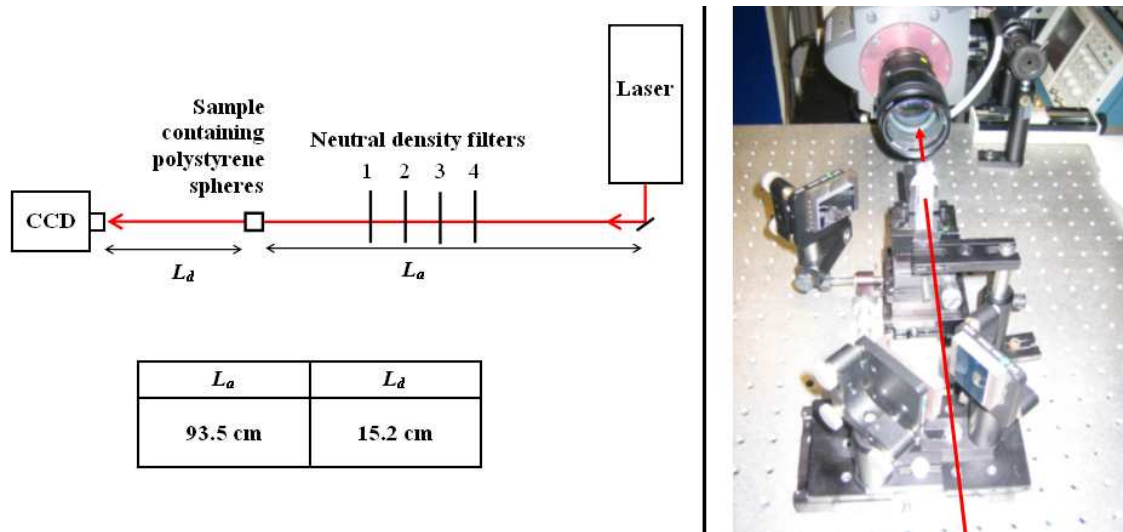 Laser
Sample
containing
polystyrene
spheres
Neutral density filters
1 2 3 4
CCD
L_d
L_a
L_a L_d
93.5 cm 15.2 cm